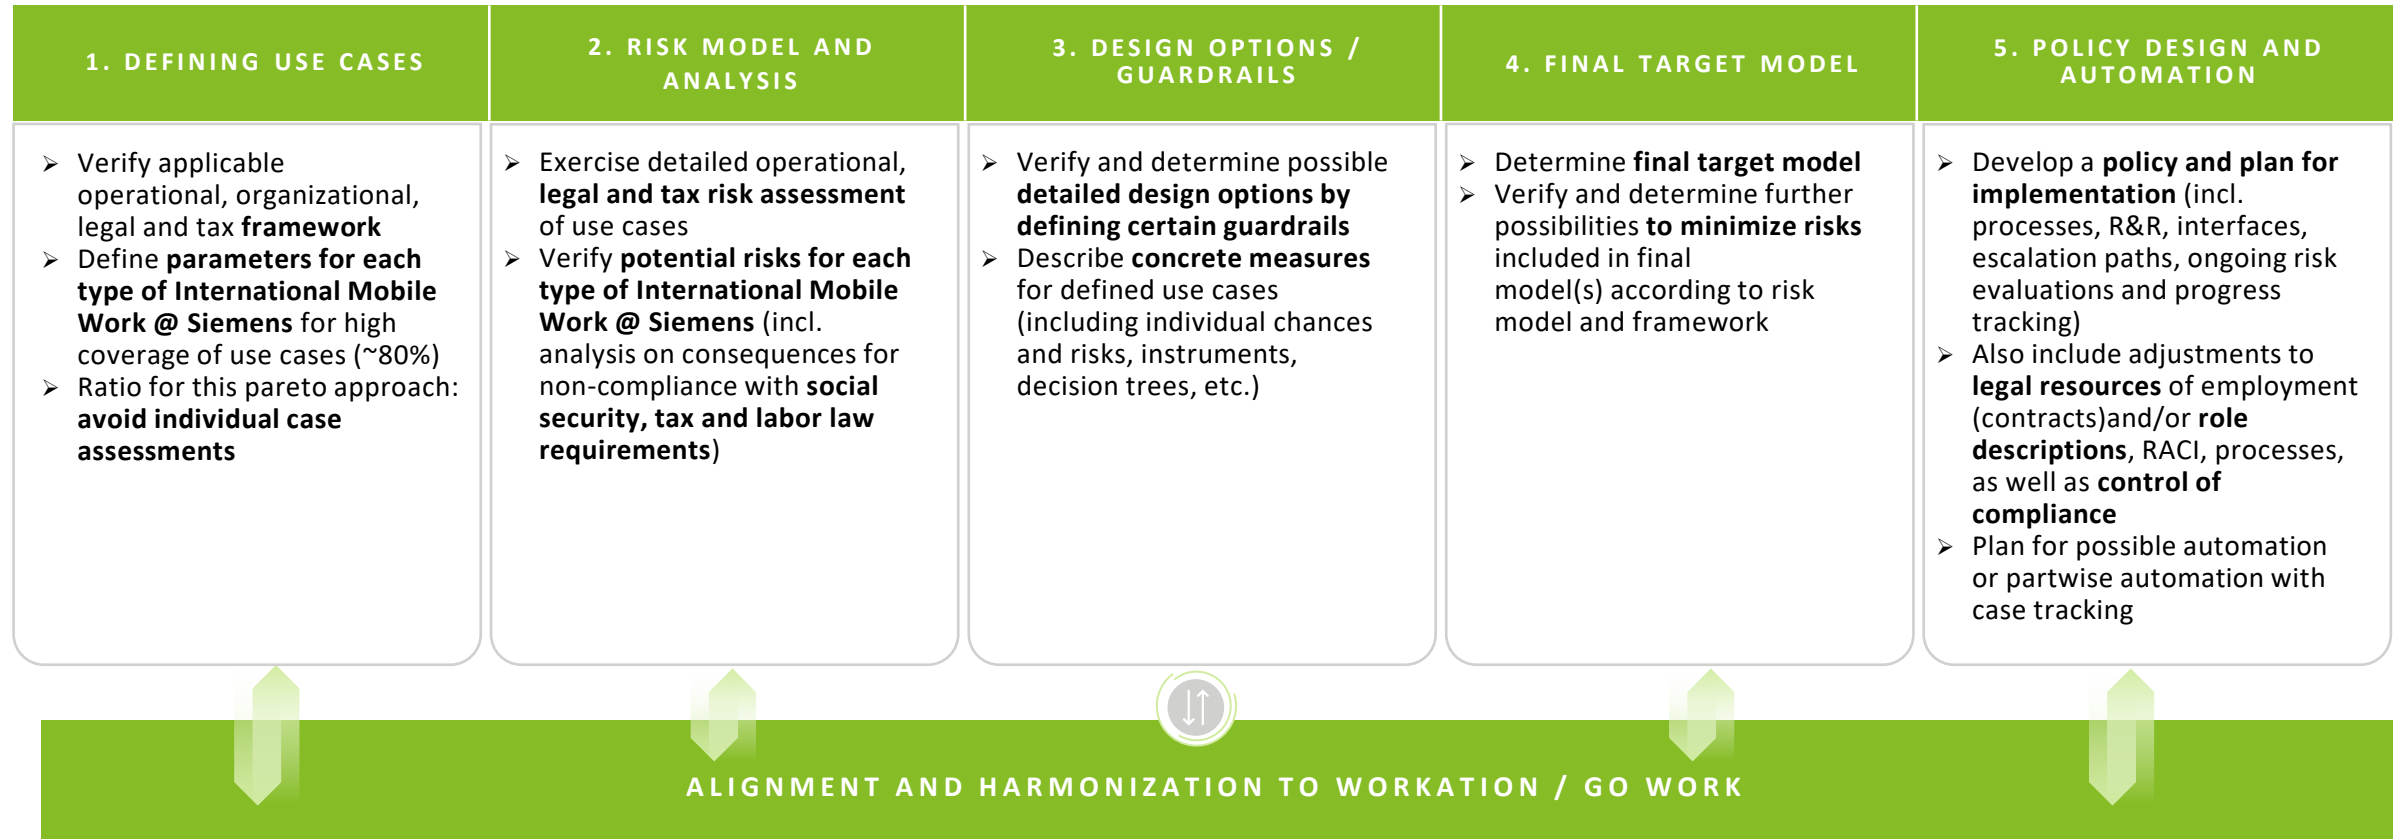 1. DEFINING USE CASES
➢ Verify applicable
operational, organizational,
legal and tax framework
➢ Define parameters for each
type of International Mobile
Work @ Siemens for high
coverage of use cases (~80%)
➢ Ratio for this pareto approach:
avoid individual case
assessments
2. RISK MODEL AND
ANALYSIS
➢ Exercise detailed operational,
legal and tax risk assessment
of use cases
➢ Verify potential risks for each
type of International Mobile
Work @ Siemens (incl.
analysis on consequences for
non-compliance with social
security, tax and labor law
requirements)
3. DESIGN OPTIONS /
GUARDRAILS
➢ Verify and determine possible
detailed design options by
defining certain guardrails
➢ Describe concrete measures
for defined use cases
(including individual chances
and risks, instruments,
decision trees, etc.)
4. FINAL TARGET MODEL
➢ Determine final target model
➢ Verify and determine further
possibilities to minimize risks
included in final
model(s) according to risk
model and framework
5. POLICY DESIGN AND
AUTOMATION
➢ Develop a policy and plan for
implementation (incl.
processes, R&R, interfaces,
escalation paths, ongoing risk
evaluations and progress
tracking)
➢ Also include adjustments to
legal resources of employment
(contracts)and/or role
descriptions, RACI, processes,
as well as control of
compliance
➢ Plan for possible automation
or partwise automation with
case tracking
ALIGNMENT AND HARMONIZATION TO WORKATION / GO WORK